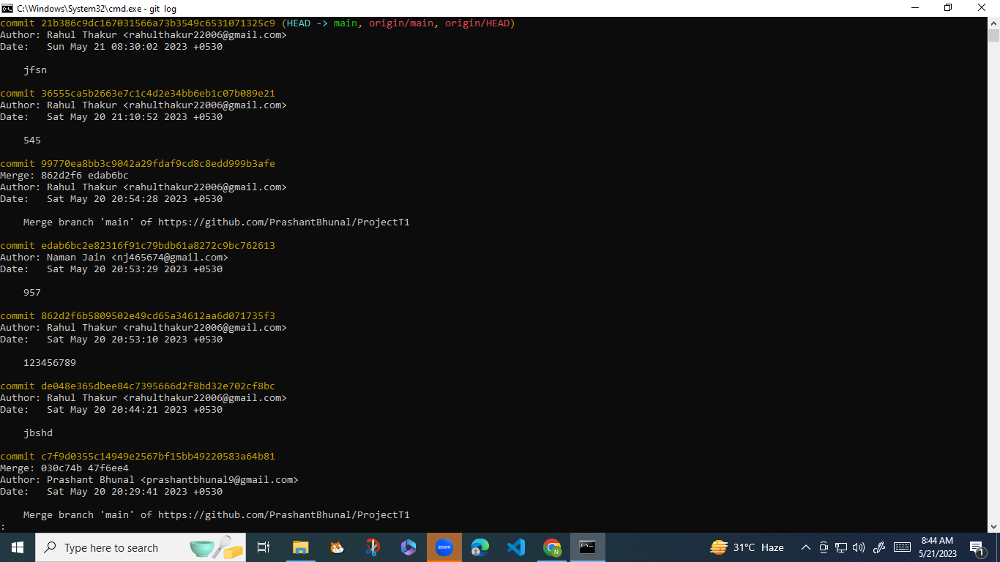 C:\Windows\System32\cmd.exe - git log
commit 21b386c9dc167031566a73b3549c6531071325c9 (HEAD -> main, origin/main, origin/HEAD)
Author: Rahul Thakur <rahulthakur22006@gmail.com>
Date:   Sun May 21 08:30:02 2023 +0530
jfsn
commit 36555ca5b2663e7c1c4d2e34bb6eb1c07b089e21
Author: Rahul Thakur <rahulthakur22006@gmail.com>
Date:   Sat May 20 21:10:52 2023 +0530
545
commit 99770ea8bb3c9042a29fdaf9cd8c8edd999b3afe
Merge: 862d2f6 edab6bc
Author: Rahul Thakur <rahulthakur22006@gmail.com>
Date:   Sat May 20 20:54:28 2023 +0530
Merge branch 'main' of https://github.com/PrashantBhunal/ProjectT1
commit edab6bc2e82316f91c79bdb61a8272c9bc762613
Author: Naman Jain <nj465674@gmail.com>
Date:   Sat May 20 20:53:29 2023 +0530
957
commit 862d2f6b5809502e49cd65a34612aa6d071735f3
Author: Rahul Thakur <rahulthakur22006@gmail.com>
Date:   Sat May 20 20:53:10 2023 +0530
123456789
commit de048e365dbee84c7395666d2f8bd32e702cf8bc
Author: Rahul Thakur <rahulthakur22006@gmail.com>
Date:   Sat May 20 20:44:21 2023 +0530
jbshd
commit c7f9d0355c14949e2567bf15bb49220583a64b81
Merge: 030c74b 47f6ee4
Author: Prashant Bhunal <prashantbhunal9@gmail.com>
Date:   Sat May 20 20:29:41 2023 +0530
Merge branch 'main' of https://github.com/PrashantBhunal/ProjectT1
:
Type here to search
zoom
N
31°C Haze
8:44 AM
5/21/2023
1